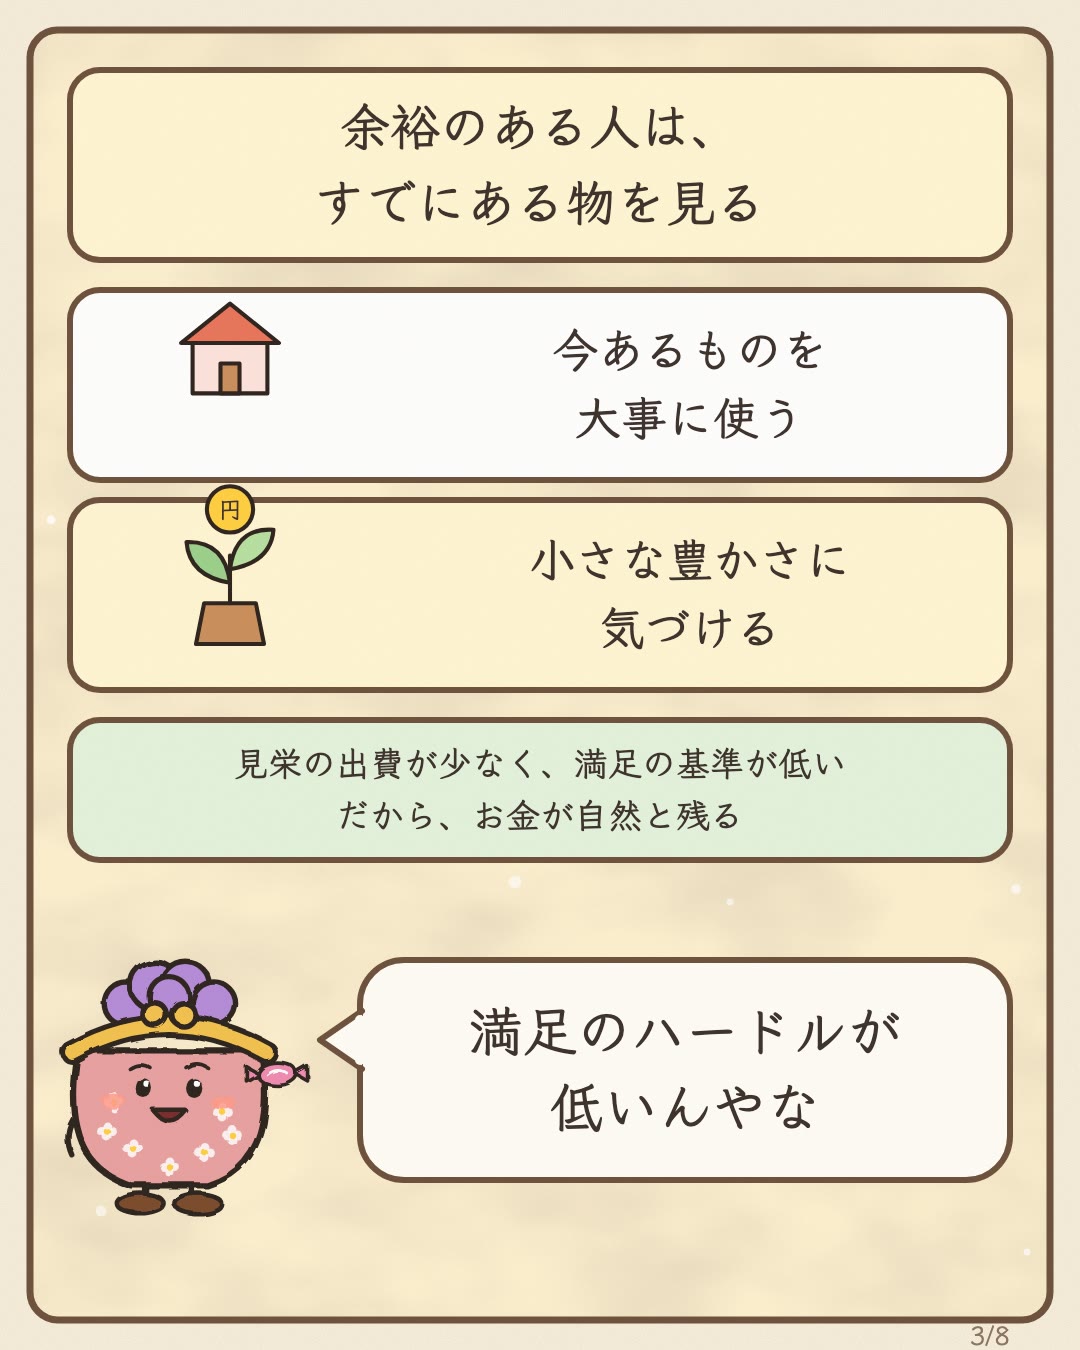 余裕のある人は、
すでにある物を見る
今あるものを
大事に使う
円
小さな豊かさに
気づける
見栄の出費が少なく、満足の基準が低い
だから、お金が自然と残る
満足のハードルが
低いんやな
3/8